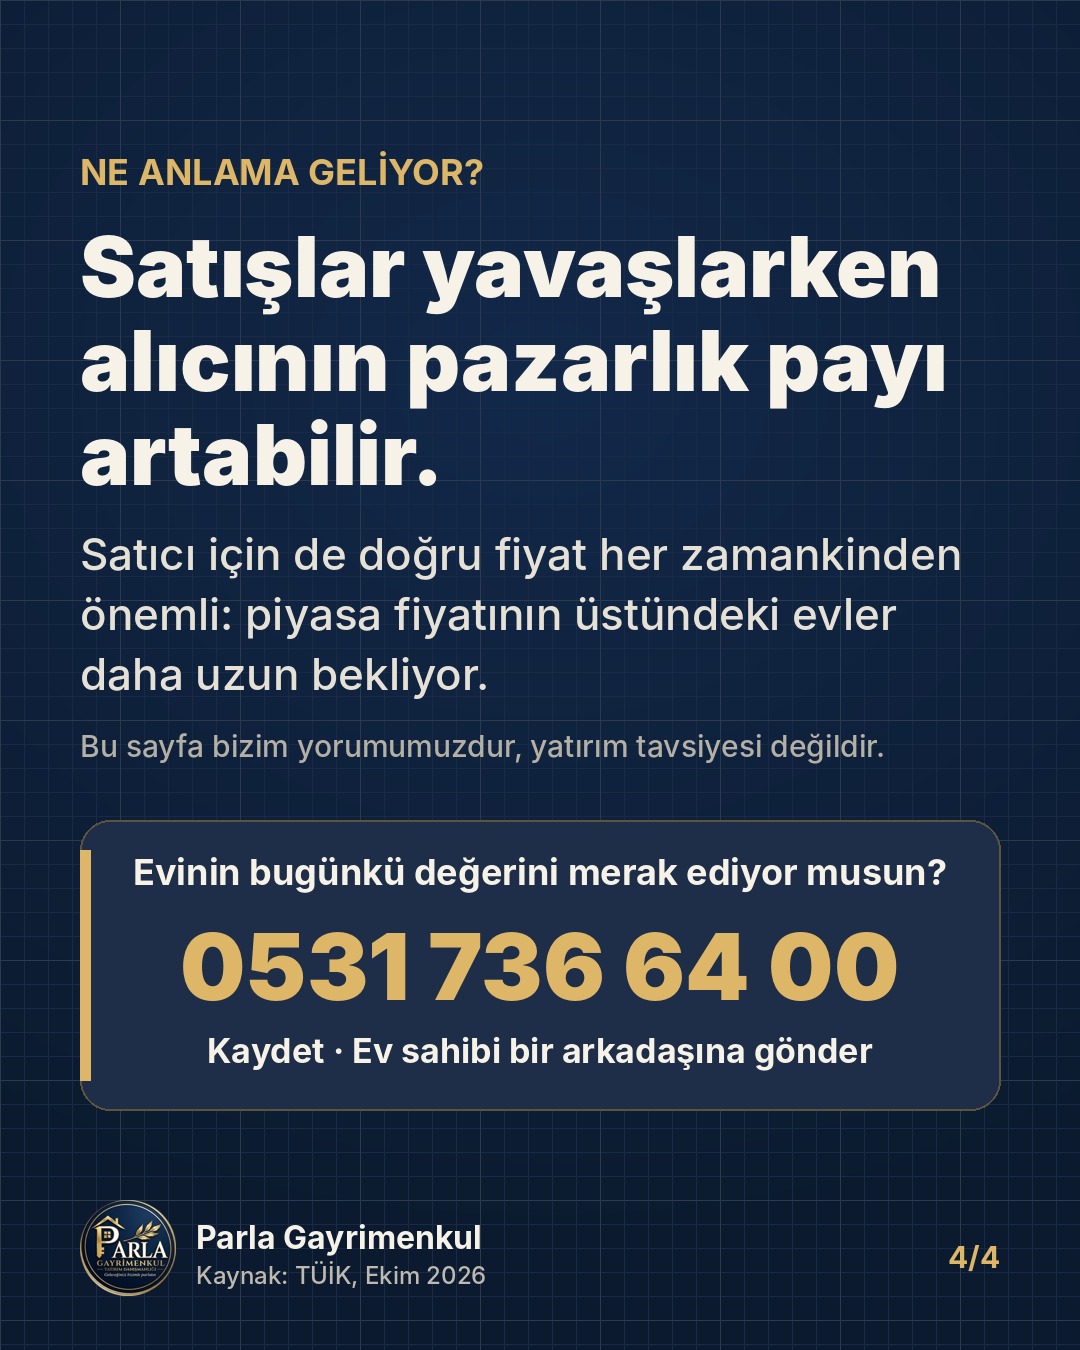 NE ANLAMA GELİYOR?
Satışlar yavaşlarken
alıcının pazarlık payı
artabilir.
Satıcı için de doğru fiyat her zamankinden
önemli: piyasa fiyatının üstündeki evler
daha uzun bekliyor.
Bu sayfa bizim yorumumuzdur, yatırım tavsiyesi değildir.
Evinin bugünkü değerini merak ediyor musun?
0531 736 64 00
Kaydet · Ev sahibi bir arkadaşına gönder
PARLA
GAYRİMENKUL
Parla Gayrimenkul
Kaynak: TÜİK, Ekim 2026
4/4